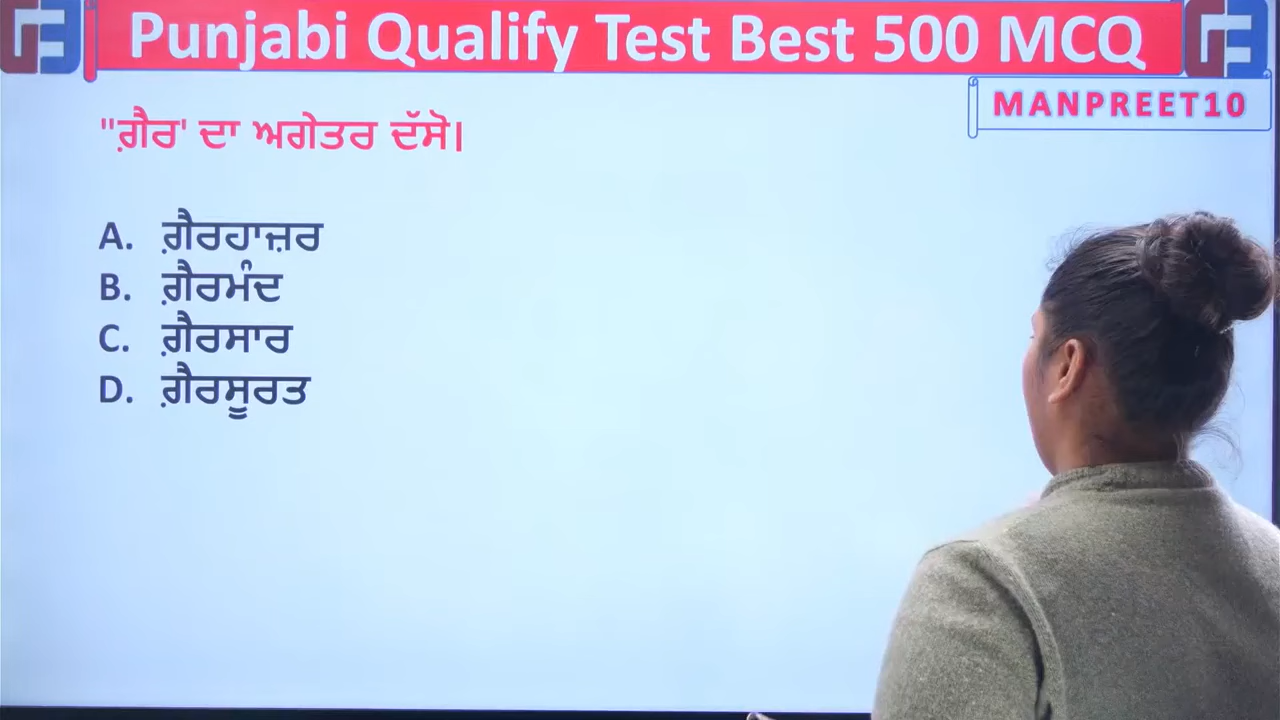 Punjabi Qualify Test Best 500 MCQ
MANPREET10
"ਗ਼ੈਰ' ਦਾ ਅਗੇਤਰ ਦੱਸੋ।
A. ਗ਼ੈਰਹਾਜ਼ਰ
B. ਗ਼ੈਰਮੰਦ
C. ਗ਼ੈਰਸਾਰ
D. ਗ਼ੈਰਸੂਰਤ